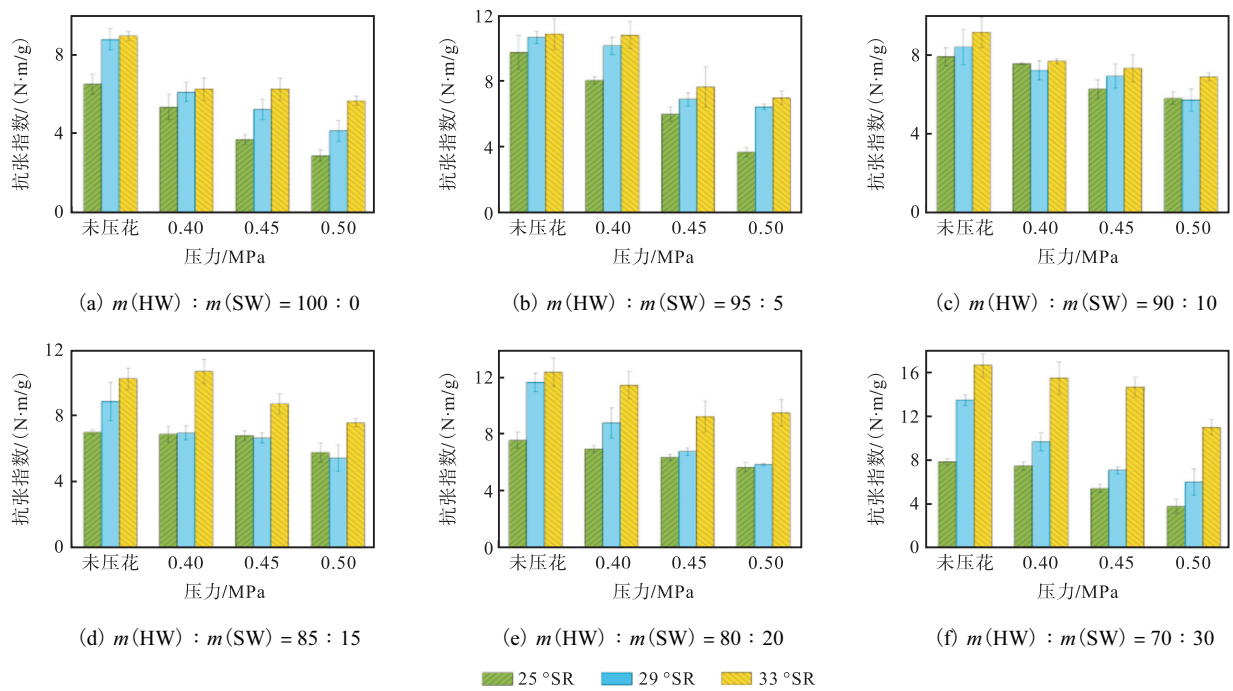 抗张指数/(N·m/g)
8
4
0
未压花 0.40 0.45 0.50
压力/MPa
(a) m(HW)∶m(SW) = 100∶0
抗张指数/(N·m/g)
12
8
4
0
未压花 0.40 0.45 0.50
压力/MPa
(b) m(HW)∶m(SW) = 95∶5
抗张指数/(N·m/g)
8
4
0
未压花 0.40 0.45 0.50
压力/MPa
(c) m(HW)∶m(SW) = 90∶10
抗张指数/(N·m/g)
12
8
4
0
未压花 0.40 0.45 0.50
压力/MPa
(d) m(HW)∶m(SW) = 85∶15
抗张指数/(N·m/g)
12
8
4
0
未压花 0.40 0.45 0.50
压力/MPa
(e) m(HW)∶m(SW) = 80∶20
抗张指数/(N·m/g)
16
12
8
4
0
未压花 0.40 0.45 0.50
压力/MPa
(f) m(HW)∶m(SW) = 70∶30
25 °SR 29 °SR 33 °SR